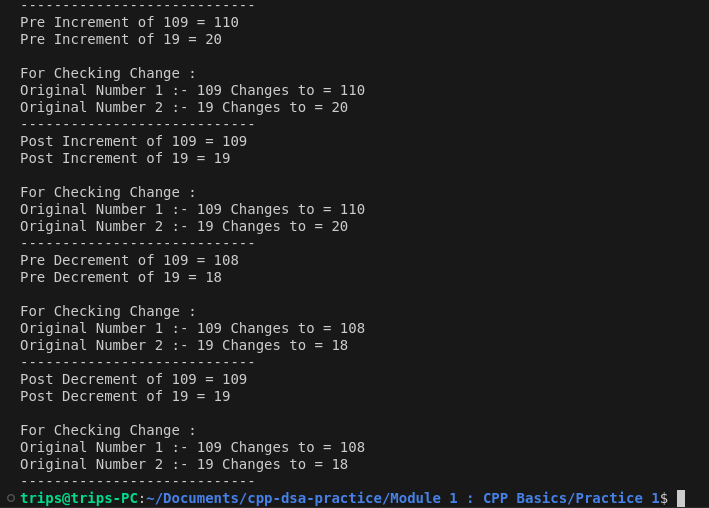 ----------------------------
Pre Increment of 109 = 110
Pre Increment of 19 = 20
For Checking Change :
Original Number 1 :- 109 Changes to = 110
Original Number 2 :- 19 Changes to = 20
----------------------------
Post Increment of 109 = 109
Post Increment of 19 = 19
For Checking Change :
Original Number 1 :- 109 Changes to = 110
Original Number 2 :- 19 Changes to = 20
----------------------------
Pre Decrement of 109 = 108
Pre Decrement of 19 = 18
For Checking Change :
Original Number 1 :- 109 Changes to = 108
Original Number 2 :- 19 Changes to = 18
----------------------------
Post Decrement of 109 = 109
Post Decrement of 19 = 19
For Checking Change :
Original Number 1 :- 109 Changes to = 108
Original Number 2 :- 19 Changes to = 18
----------------------------
trips@trips-PC:~/Documents/cpp-dsa-practice/Module 1 : CPP Basics/Practice 1$